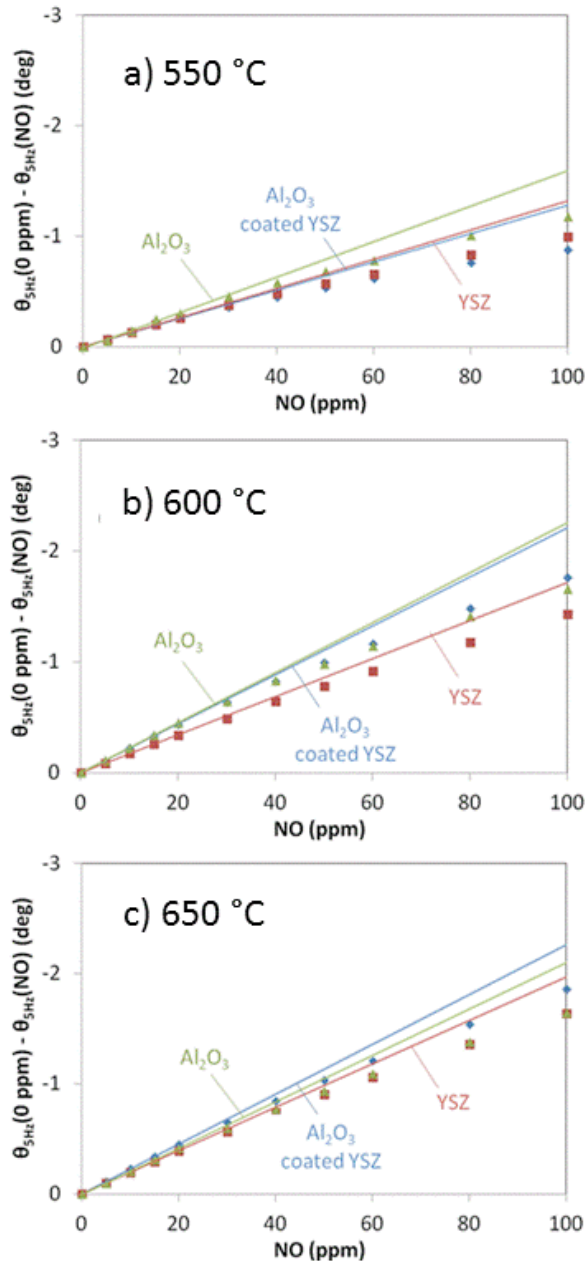 θ5Hz(0 ppm) - θ5Hz(NO) (deg)
-3
a) 550 °C
-2
Al2O3
coated YSZ
Al2O3
-1
YSZ
0
0 20 40 60 80 100
NO (ppm)
θ5Hz(0 ppm) - θ5Hz(NO) (deg)
-3
b) 600 °C
-2
Al2O3
-1
YSZ
Al2O3
coated YSZ
0
0 20 40 60 80 100
NO (ppm)
θ5Hz(0 ppm) - θ5Hz(NO) (deg)
-3
c) 650 °C
-2
Al2O3
-1
YSZ
Al2O3
coated YSZ
0
0 20 40 60 80 100
NO (ppm)